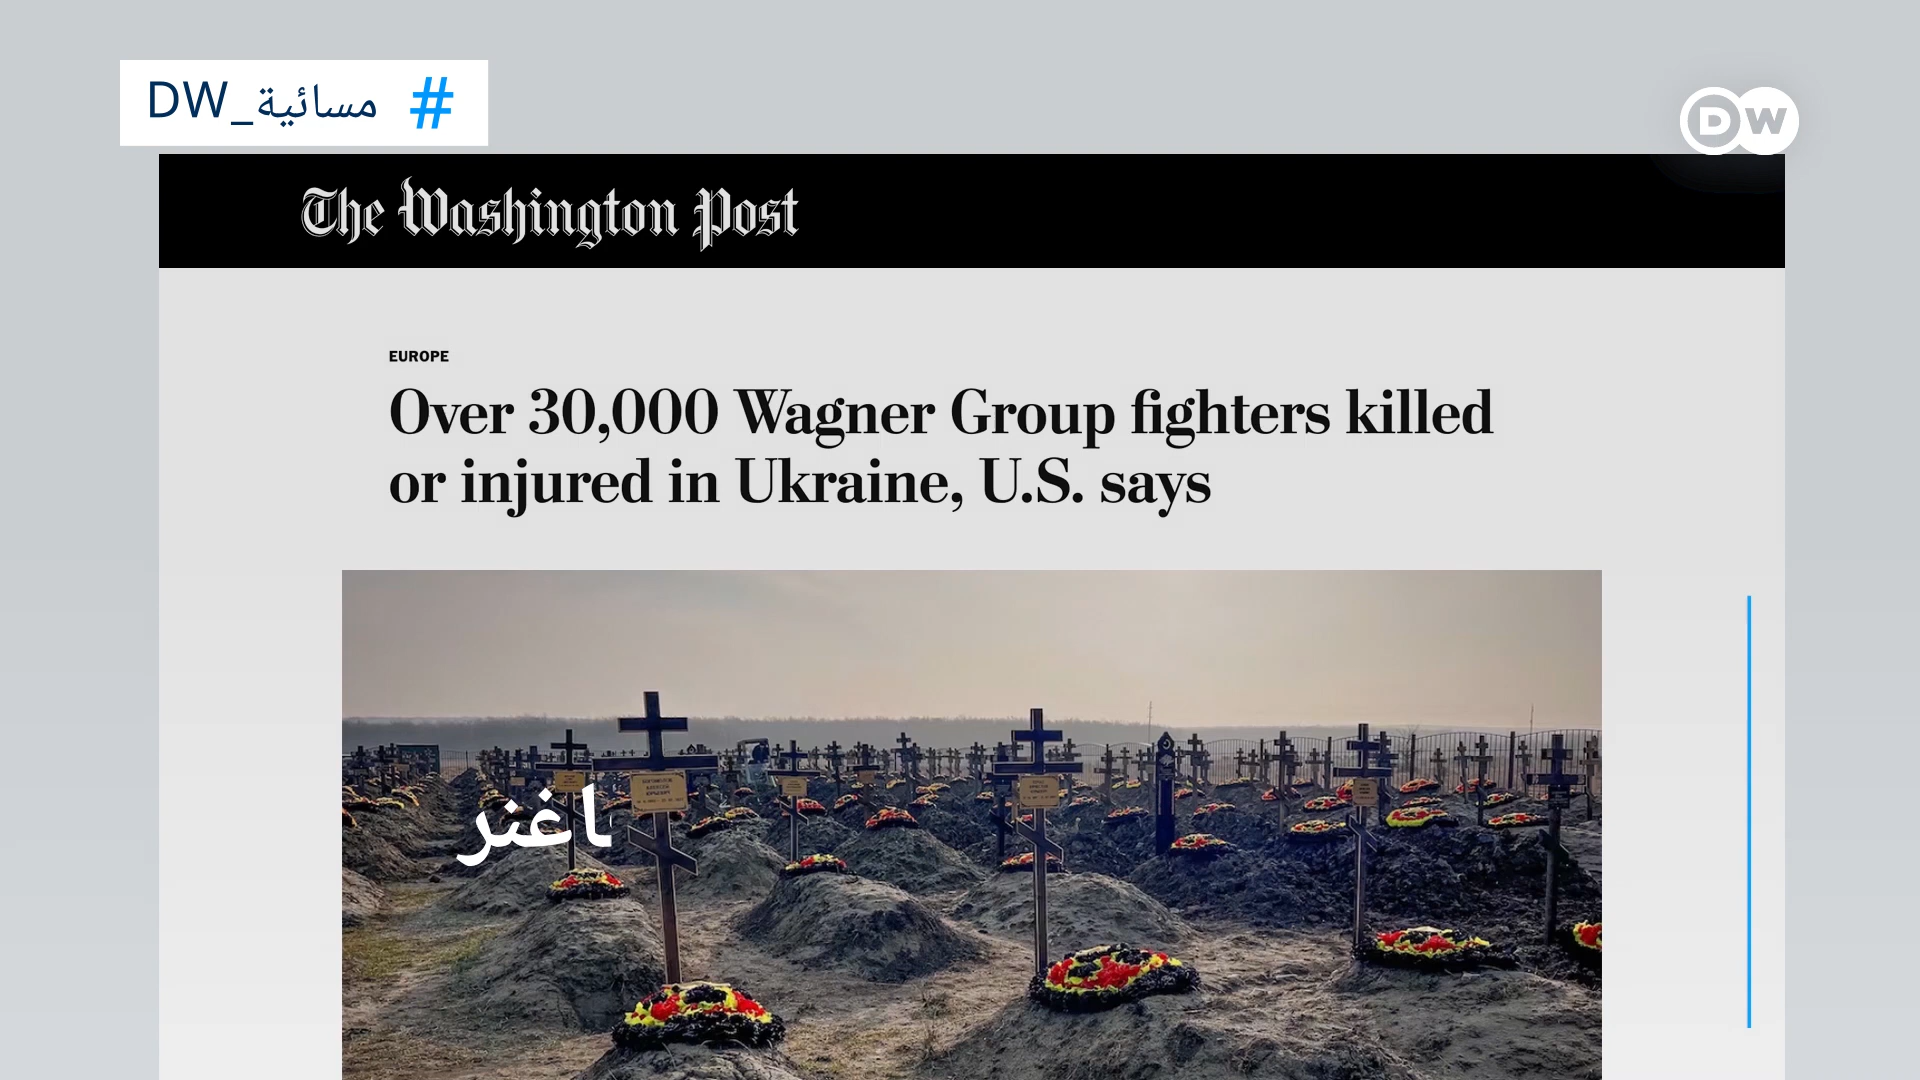 # مسائية_DW
DW
The Washington Post
EUROPE
Over 30,000 Wagner Group fighters killed
or injured in Ukraine, U.S. says
اغنر